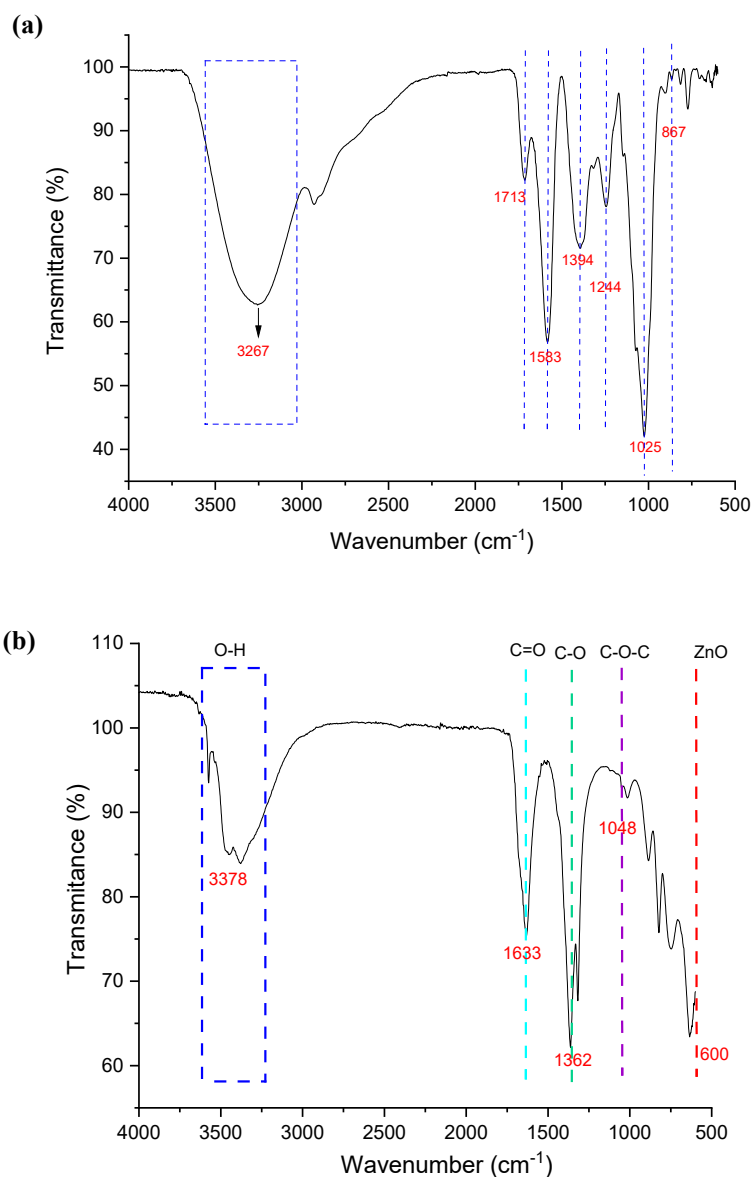 (a)
100
90
80
70
60
50
40
Transmittance (%)
867
1713
1394
1244
3267
1583
1025
4000 3500 3000 2500 2000 1500 1000 500
Wavenumber (cm⁻¹)
(b)
110
100
90
80
70
60
Transmitance (%)
O-H C=O C-O C-O-C ZnO
1048
3378
1633
1362
600
4000 3500 3000 2500 2000 1500 1000 500
Wavenumber (cm⁻¹)